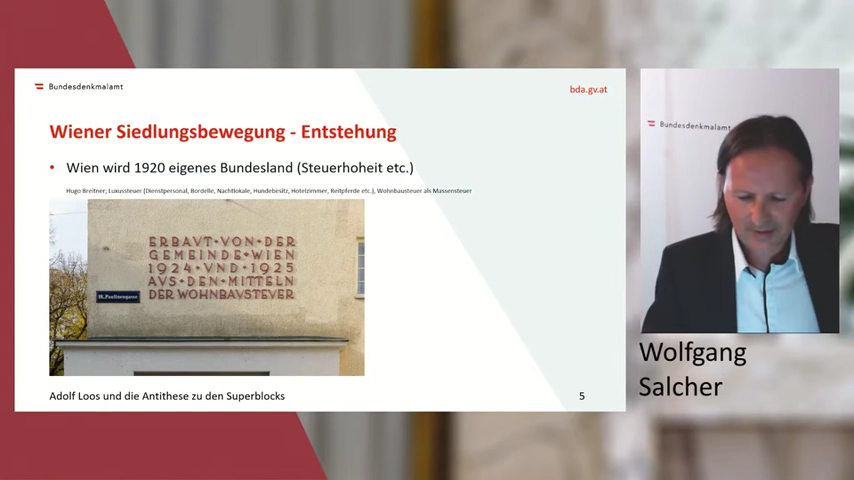 Bundesdenkmalamt
bda.gv.at
Wiener Siedlungsbewegung - Entstehung
• Wien wird 1920 eigenes Bundesland (Steuerhoheit etc.)
Hugo Breitner; Luxussteuer (Dienstpersonal, Bordelle, Nachtlokale, Hundebesitz, Hotelzimmer, Reitpferde etc.), Wohnbausteuer als Massensteuer
ERBAVT•VON•DER
GEMEINDE•WIEN
1924•VND•1925
AVS•DEN•MITTELN
DER WOHNBAVSTEVER
Adolf Loos und die Antithese zu den Superblocks
5
Bundesdenkmalamt
Wolfgang
Salcher